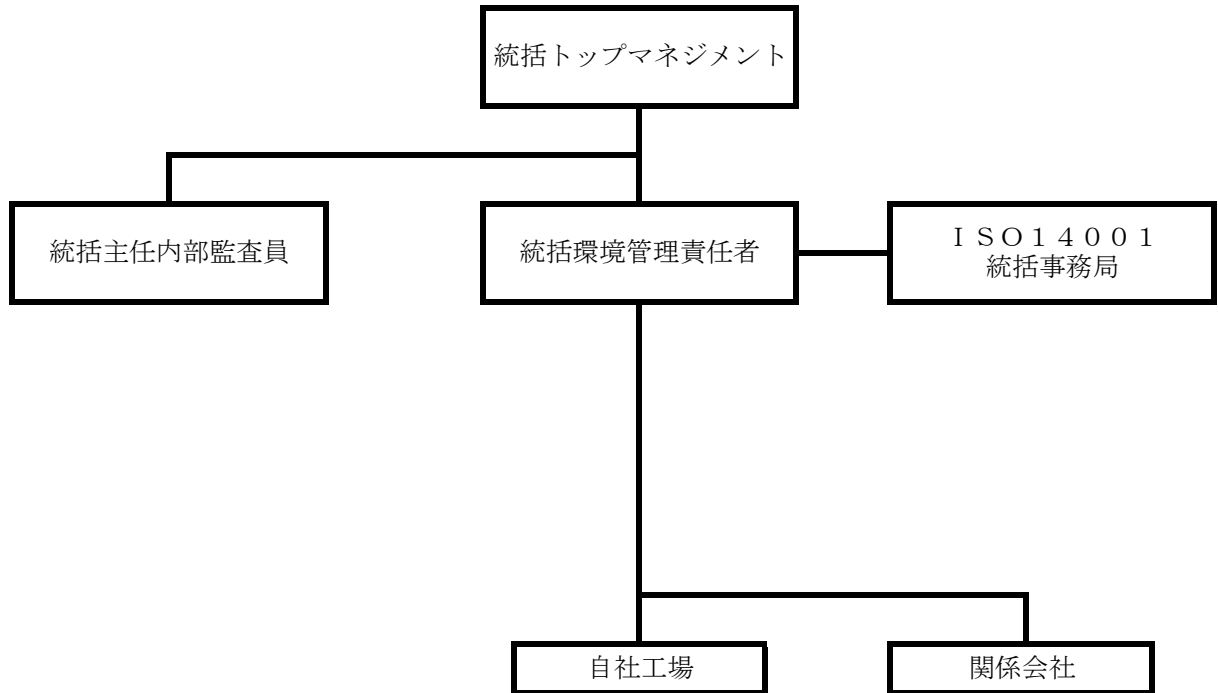 統括トップマネジメント
統括主任内部監査員
統括環境管理責任者
ＩＳＯ１４００１
統括事務局
自社工場
関係会社